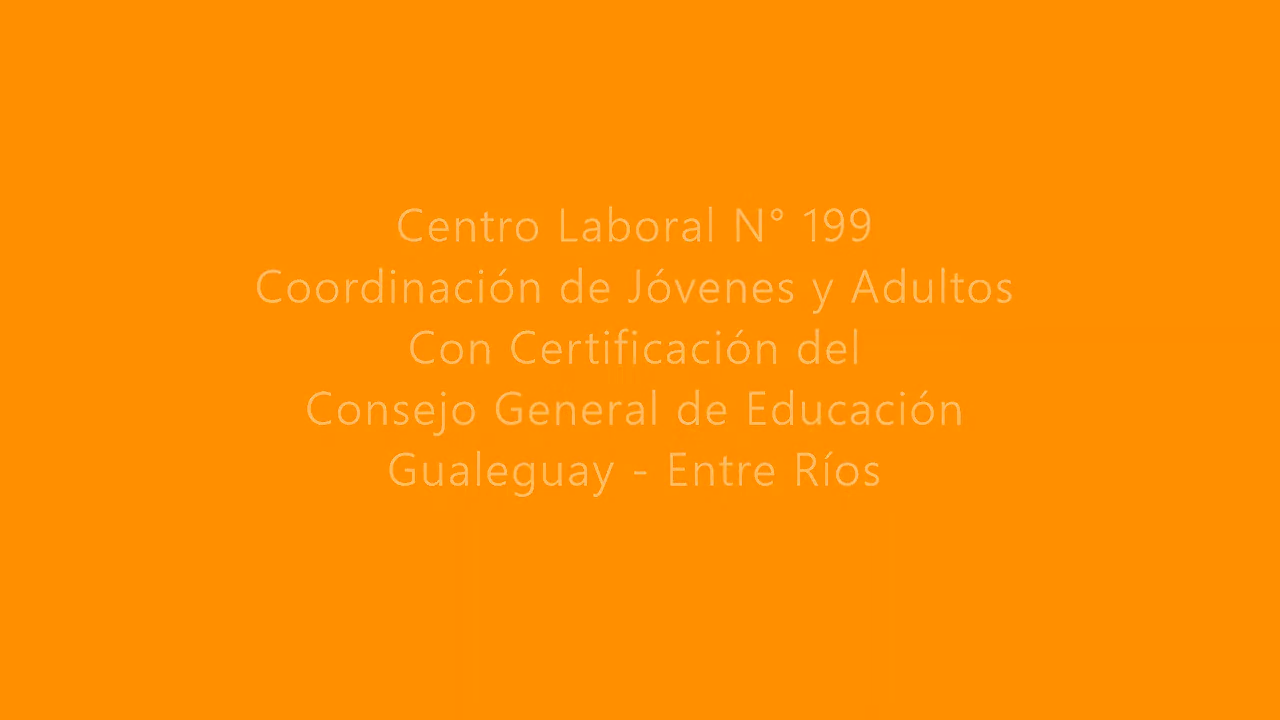 Centro Laboral N° 199
Coordinación de Jóvenes y Adultos
Con Certificación del
Consejo General de Educación
Gualeguay - Entre Ríos